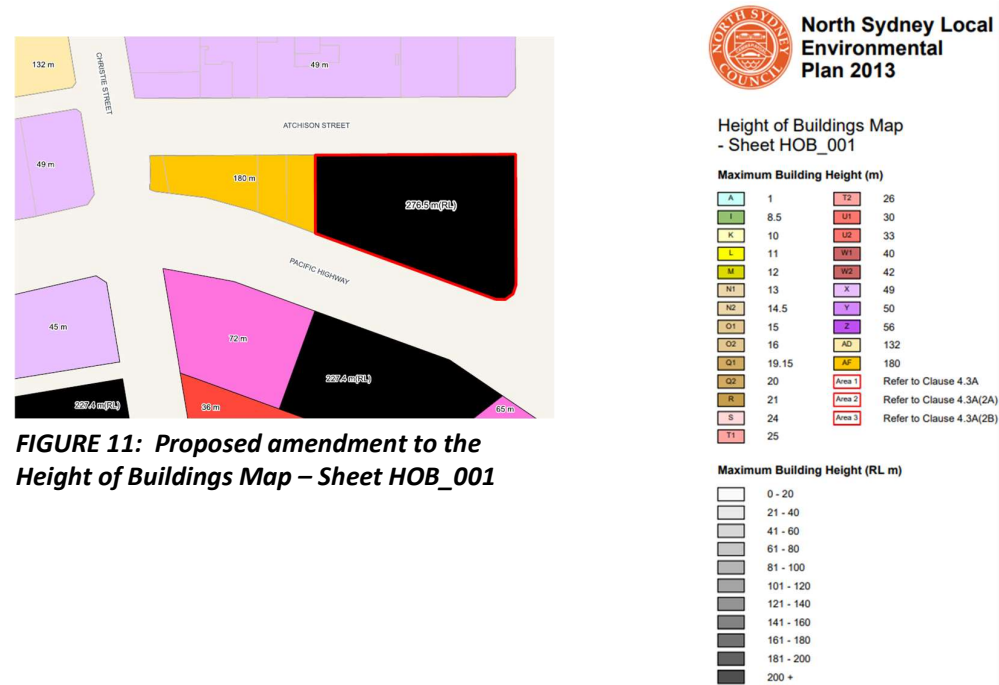 132 m
CHRISTIE STREET
49 m
ATCHISON STREET
49 m
180 m
276.5 m(RL)
PACIFIC HIGHWAY
45 m
72 m
227.4 m(RL)
227.4 m(RL)
36 m
65 m
FIGURE 11: Proposed amendment to the
Height of Buildings Map – Sheet HOB_001
NORTH SYDNEY
COUNCIL
North Sydney Local
Environmental
Plan 2013
Height of Buildings Map
- Sheet HOB_001
Maximum Building Height (m)
A 1
I 8.5
K 10
L 11
M 12
N1 13
N2 14.5
O1 15
O2 16
Q1 19.15
Q2 20
R 21
S 24
T1 25
T2 26
U1 30
U2 33
W1 40
W2 42
X 49
Y 50
Z 56
AD 132
AF 180
Area 1 Refer to Clause 4.3A
Area 2 Refer to Clause 4.3A(2A)
Area 3 Refer to Clause 4.3A(2B)
Maximum Building Height (RL m)
0 - 20
21 - 40
41 - 60
61 - 80
81 - 100
101 - 120
121 - 140
141 - 160
161 - 180
181 - 200
200 +